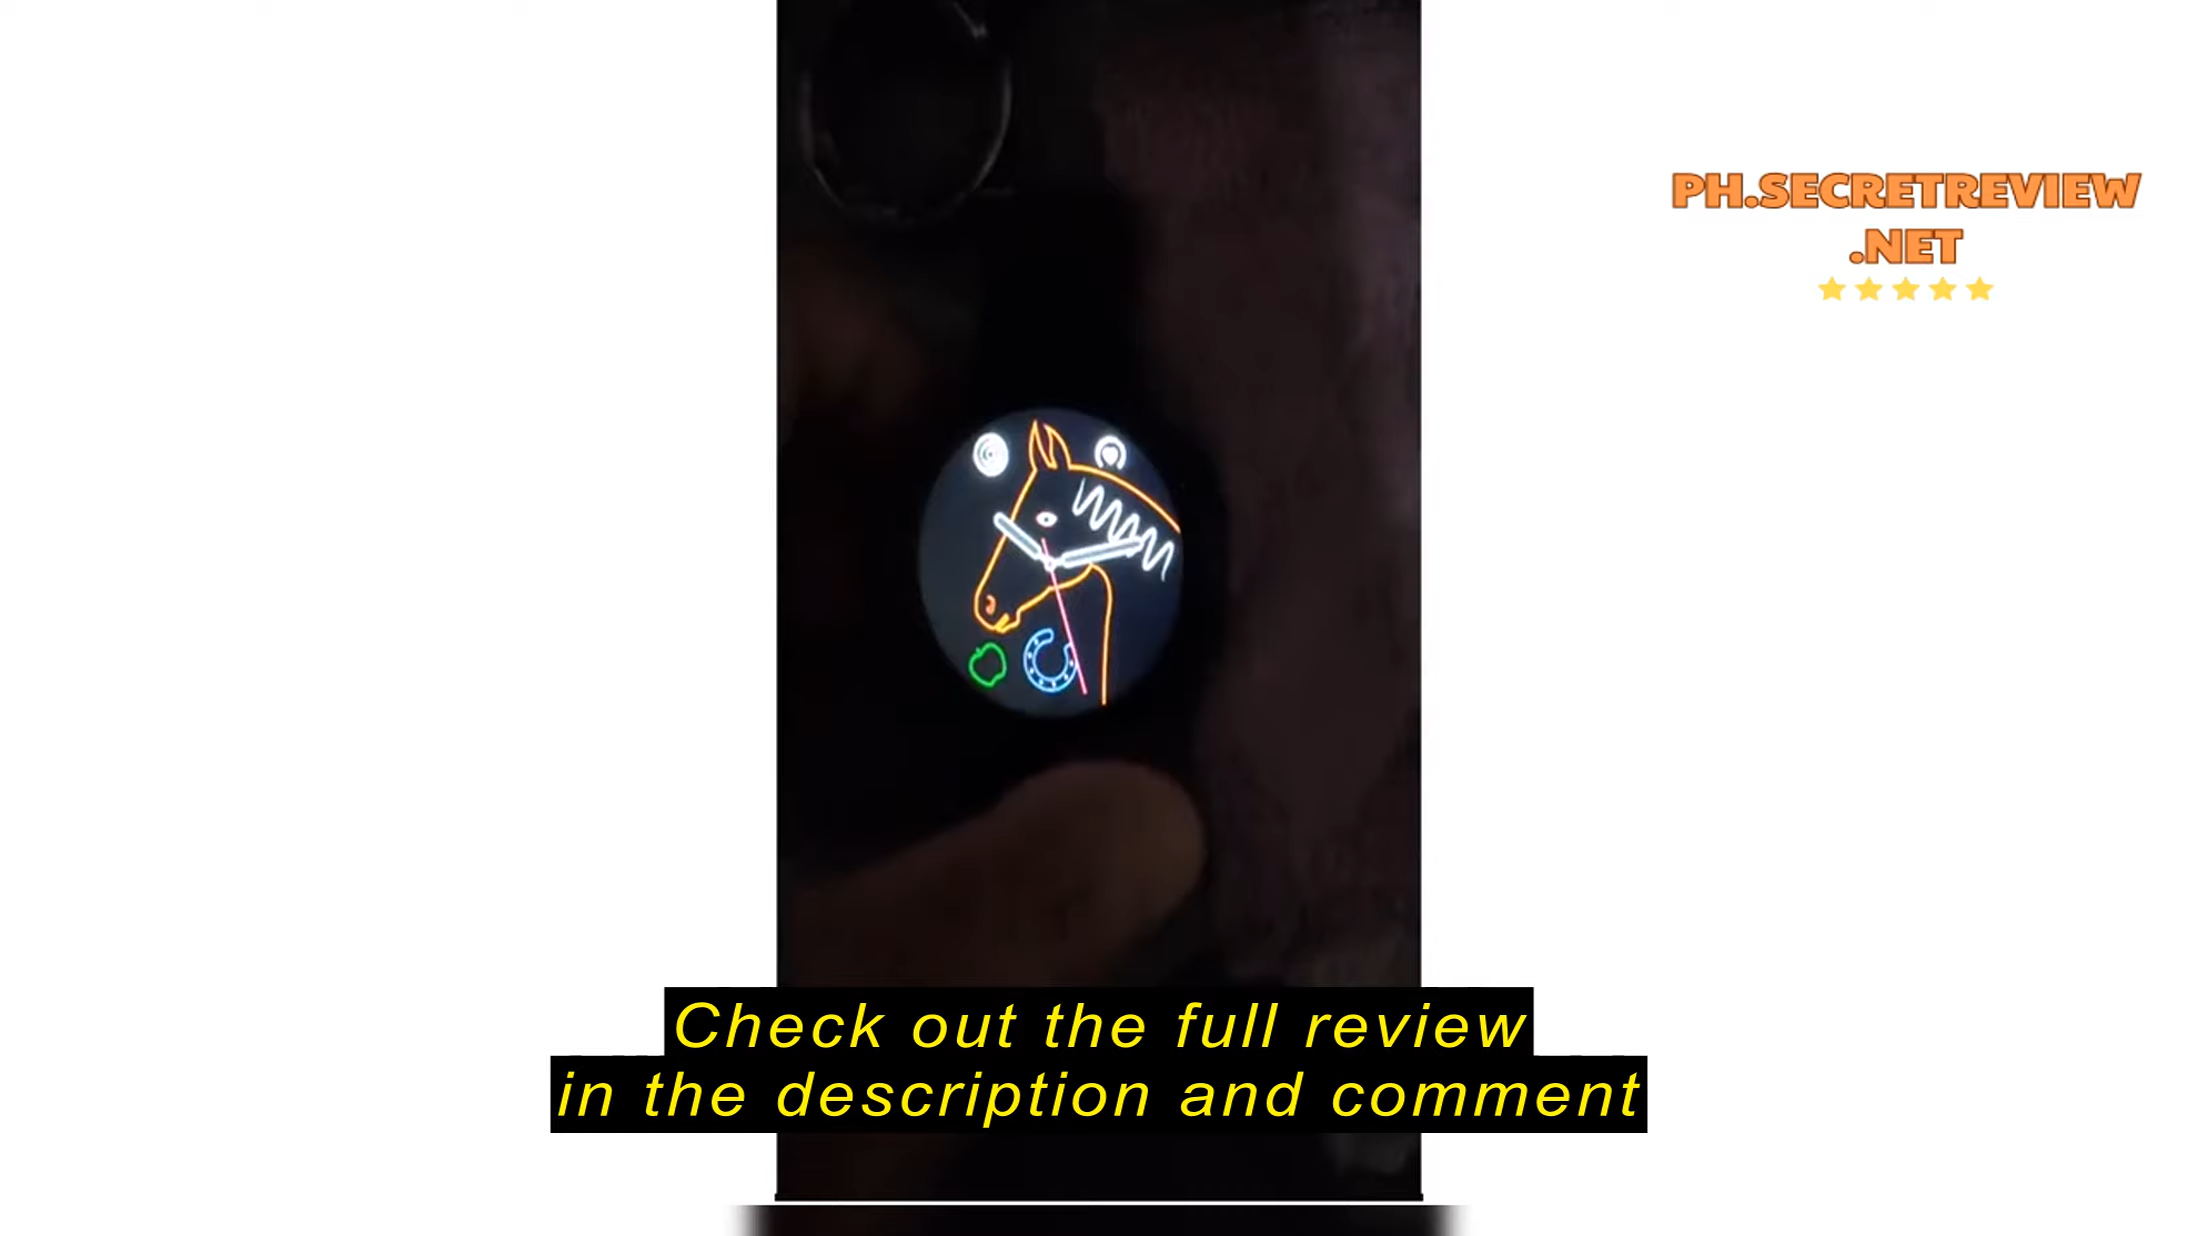 PH.SECRETREVIEW
.NET
Check out the full review
in the description and comment